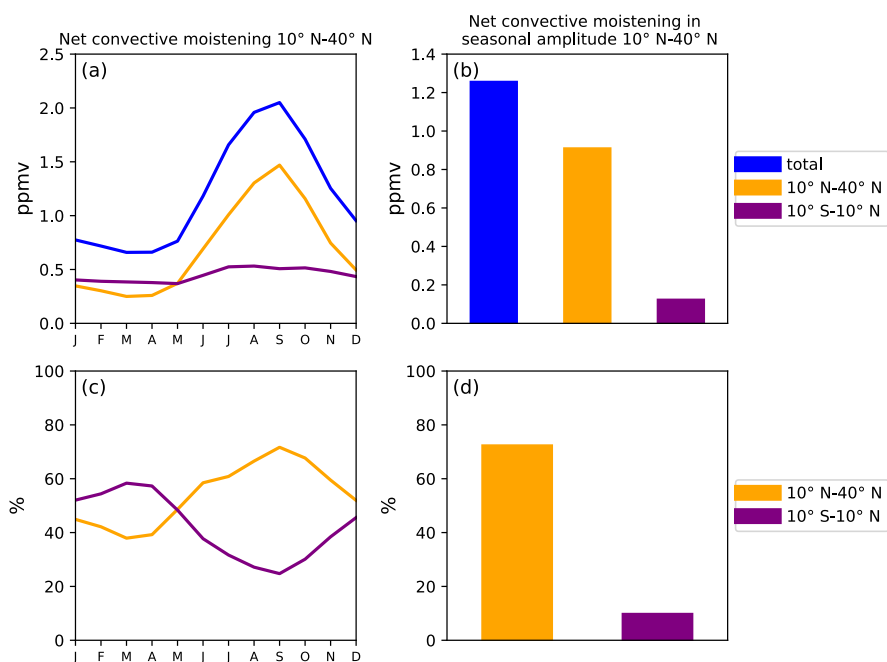 Net convective moistening 10° N-40° N
(a)
ppmv
2.5
2.0
1.5
1.0
0.5
0.0
J F M A M J J A S O N D
Net convective moistening in
seasonal amplitude 10° N-40° N
(b)
ppmv
1.4
1.2
1.0
0.8
0.6
0.4
0.2
0.0
total
10° N-40° N
10° S-10° N
(c)
%
100
80
60
40
20
0
J F M A M J J A S O N D
(d)
%
100
80
60
40
20
0
10° N-40° N
10° S-10° N